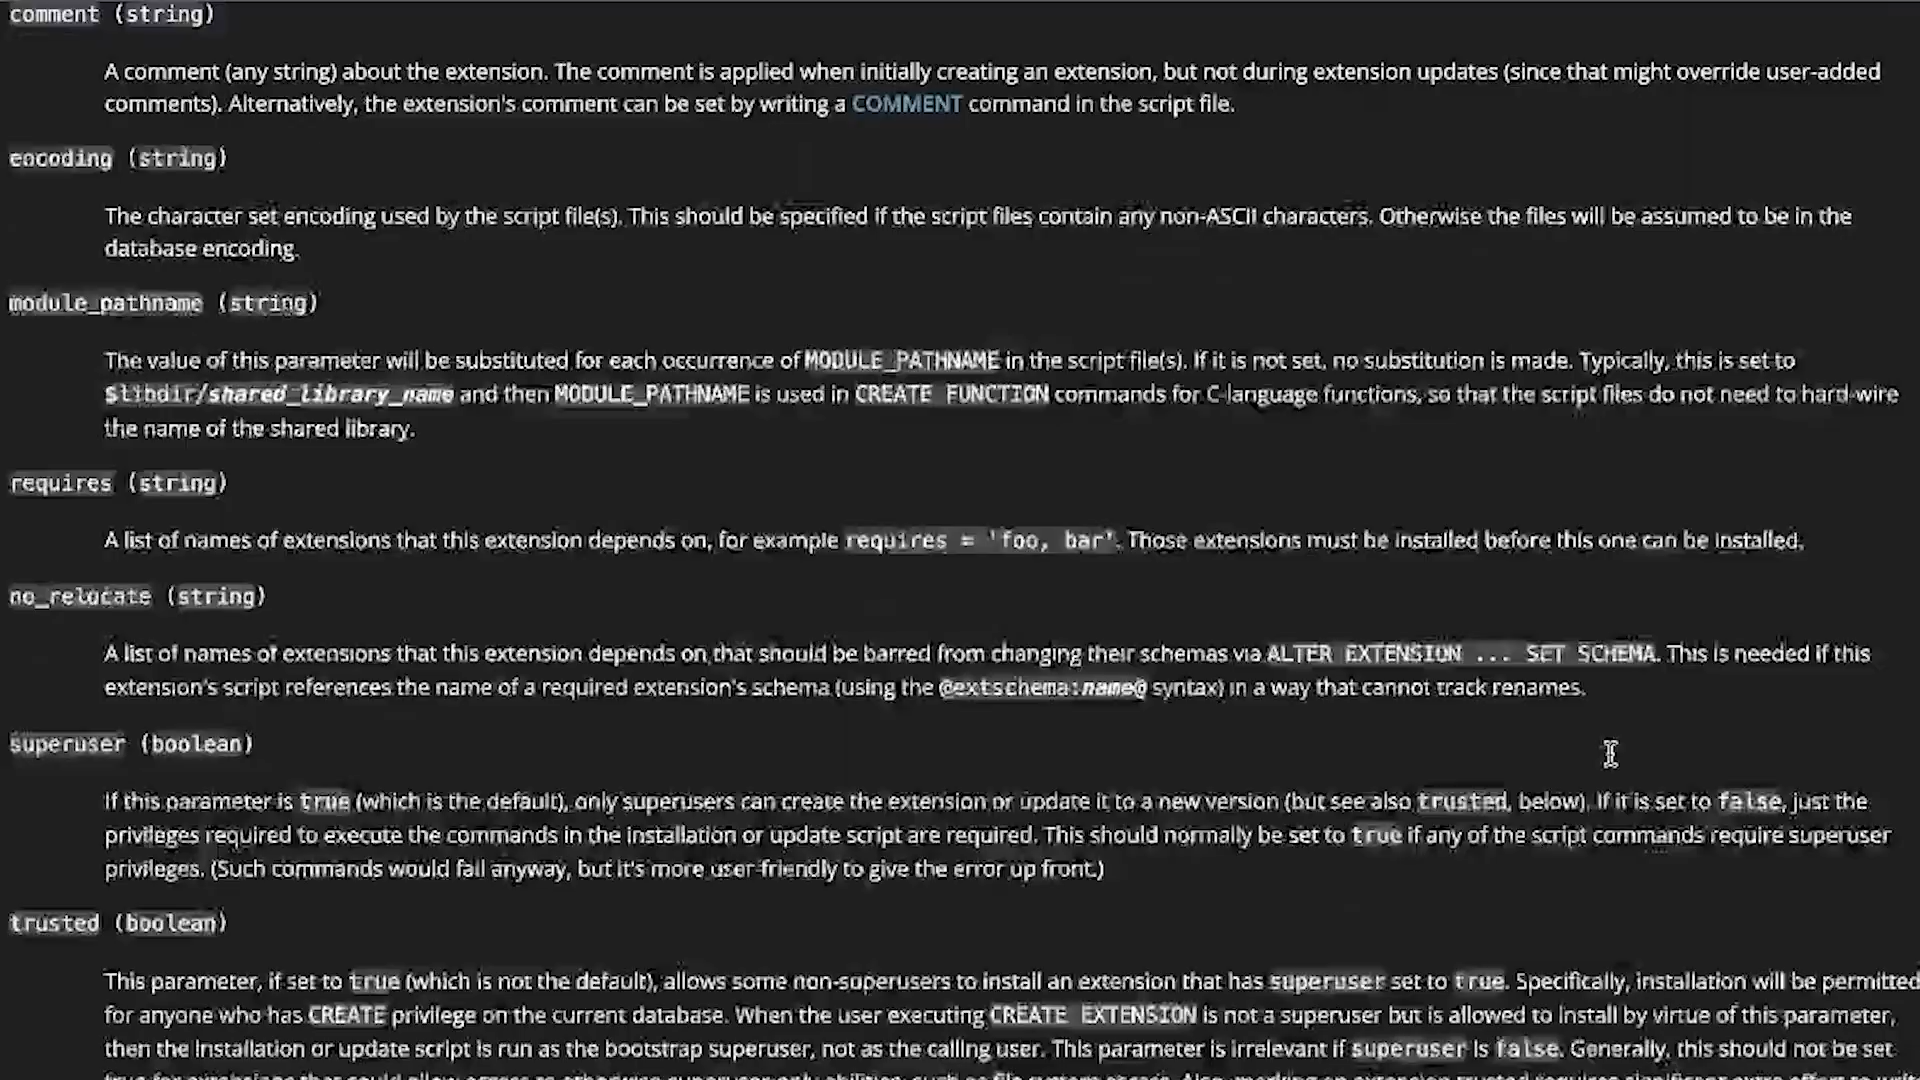 comment (string)
A comment (any string) about the extension. The comment is applied when initially creating an extension, but not during extension updates (since that might override user-added
comments). Alternatively, the extension's comment can be set by writing a COMMENT command in the script file.
encoding (string)
The character set encoding used by the script file(s). This should be specified if the script files contain any non-ASCII characters. Otherwise the files will be assumed to be in the
database encoding.
module_pathname (string)
The value of this parameter will be substituted for each occurrence of MODULE_PATHNAME in the script file(s). If it is not set, no substitution is made. Typically, this is set to
$libdir/shared_library_name and then MODULE_PATHNAME is used in CREATE FUNCTION commands for C-language functions, so that the script files do not need to hard-wire
the name of the shared library.
requires (string)
A list of names of extensions that this extension depends on, for example requires = 'foo, bar'. Those extensions must be installed before this one can be installed.
no_relocate (string)
A list of names of extensions that this extension depends on that should be barred from changing their schemas via ALTER EXTENSION ... SET SCHEMA. This is needed if this
extension's script references the name of a required extension's schema (using the @extschema:name@ syntax) in a way that cannot track renames.
superuser (boolean)
If this parameter is true (which is the default), only superusers can create the extension or update it to a new version (but see also trusted, below). If it is set to false, just the
privileges required to execute the commands in the installation or update script are required. This should normally be set to true if any of the script commands require superuser
privileges. (Such commands would fail anyway, but it's more user-friendly to give the error up front.)
trusted (boolean)
This parameter, if set to true (which is not the default), allows some non-superusers to install an extension that has superuser set to true. Specifically, installation will be permitted
for anyone who has CREATE privilege on the current database. When the user executing CREATE EXTENSION is not a superuser but is allowed to install by virtue of this parameter,
then the installation or update script is run as the bootstrap superuser, not as the calling user. This parameter is irrelevant if superuser is false. Generally, this should not be set